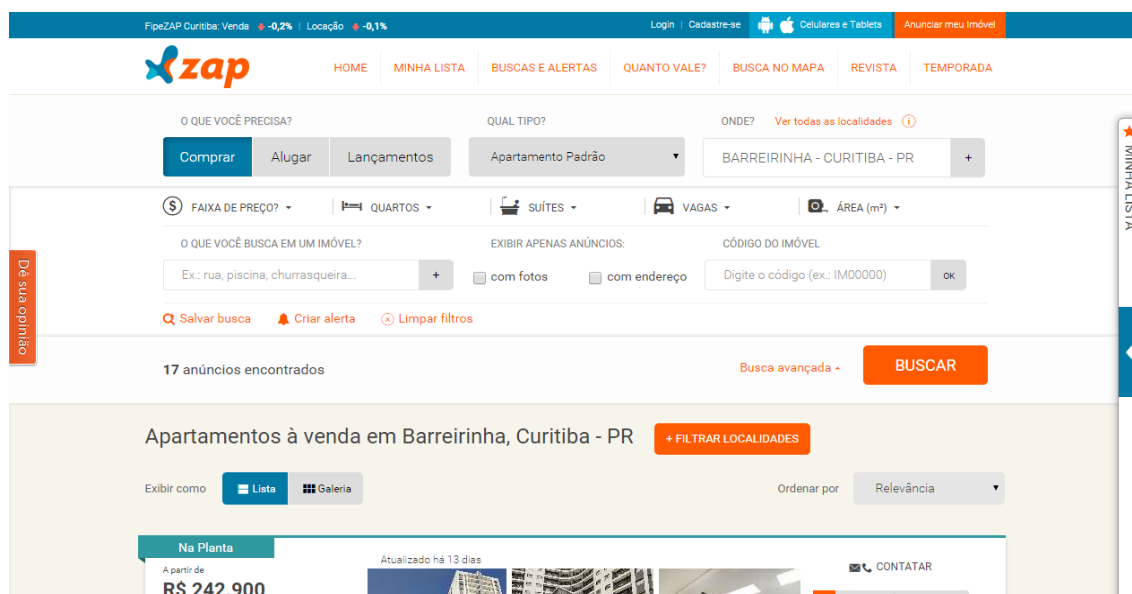 FipeZAP Curitiba: Venda -0,2% | Locação -0,1%
Login | Cadastre-se
Celulares e Tablets
Anunciar meu Imóvel
zap
HOME MINHA LISTA BUSCAS E ALERTAS QUANTO VALE? BUSCA NO MAPA REVISTA TEMPORADA
O QUE VOCÊ PRECISA?
QUAL TIPO?
ONDE? Ver todas as localidades i
Comprar Alugar Lançamentos
Apartamento Padrão
BARREIRINHA - CURITIBA - PR +
MINHA LISTA
$ FAIXA DE PREÇO? QUARTOS SUÍTES VAGAS ÁREA (m²)
O QUE VOCÊ BUSCA EM UM IMÓVEL?
EXIBIR APENAS ANÚNCIOS:
CÓDIGO DO IMÓVEL
Ex.: rua, piscina, churrasqueira... +
com fotos com endereço
Digite o código (ex.: IM00000) OK
Dê sua opinião
Salvar busca Criar alerta Limpar filtros
17 anúncios encontrados
Busca avançada
BUSCAR
Apartamentos à venda em Barreirinha, Curitiba - PR
+ FILTRAR LOCALIDADES
Exibir como Lista Galeria
Ordenar por Relevância
Na Planta
Atualizado há 13 dias
A partir de
CONTATAR
R$ 242.900